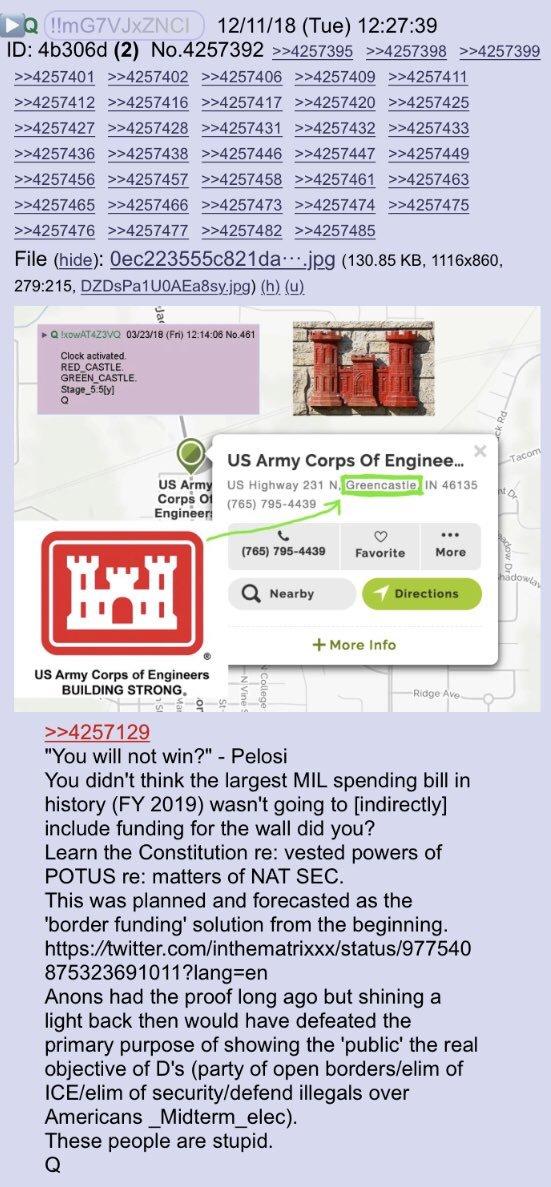 Q !!mG7VJxZNCI 12/11/18 (Tue) 12:27:39
ID: 4b306d (2) No.4257392 >>4257395 >>4257398 >>4257399
>>4257401 >>4257402 >>4257406 >>4257409 >>4257411
>>4257412 >>4257416 >>4257417 >>4257420 >>4257425
>>4257427 >>4257428 >>4257431 >>4257432 >>4257433
>>4257436 >>4257438 >>4257446 >>4257447 >>4257449
>>4257456 >>4257457 >>4257458 >>4257461 >>4257463
>>4257465 >>4257466 >>4257473 >>4257474 >>4257475
>>4257476 >>4257477 >>4257482 >>4257485
File (hide): 0ec223555c821da···.jpg (130.85 KB, 1116x860,
279:215, DZDsPa1U0AEa8sy.jpg) (h) (u)
▶ Q !xowAT4Z3VQ 03/23/18 (Fri) 12:14:06 No.461
Clock activated.
RED_CASTLE.
GREEN_CASTLE.
Stage_5:5[y]
Q
US Army
Corps Of
Engineers
US Army Corps Of Enginee...
US Highway 231 N, Greencastle, IN 46135
(765) 795-4439
(765) 795-4439
Favorite
More
Nearby
Directions
+ More Info
US Army Corps of Engineers
BUILDING STRONG®
N College
N Vine S
Ridge Ave
Tacom
>>4257129
"You will not win?" - Pelosi
You didn't think the largest MIL spending bill in
history (FY 2019) wasn't going to [indirectly]
include funding for the wall did you?
Learn the Constitution re: vested powers of
POTUS re: matters of NAT SEC.
This was planned and forecasted as the
'border funding' solution from the beginning.
https://twitter.com/inthematrixxx/status/977540
875323691011?lang=en
Anons had the proof long ago but shining a
light back then would have defeated the
primary purpose of showing the 'public' the real
objective of D's (party of open borders/elim of
ICE/elim of security/defend illegals over
Americans _Midterm_elec).
These people are stupid.
Q